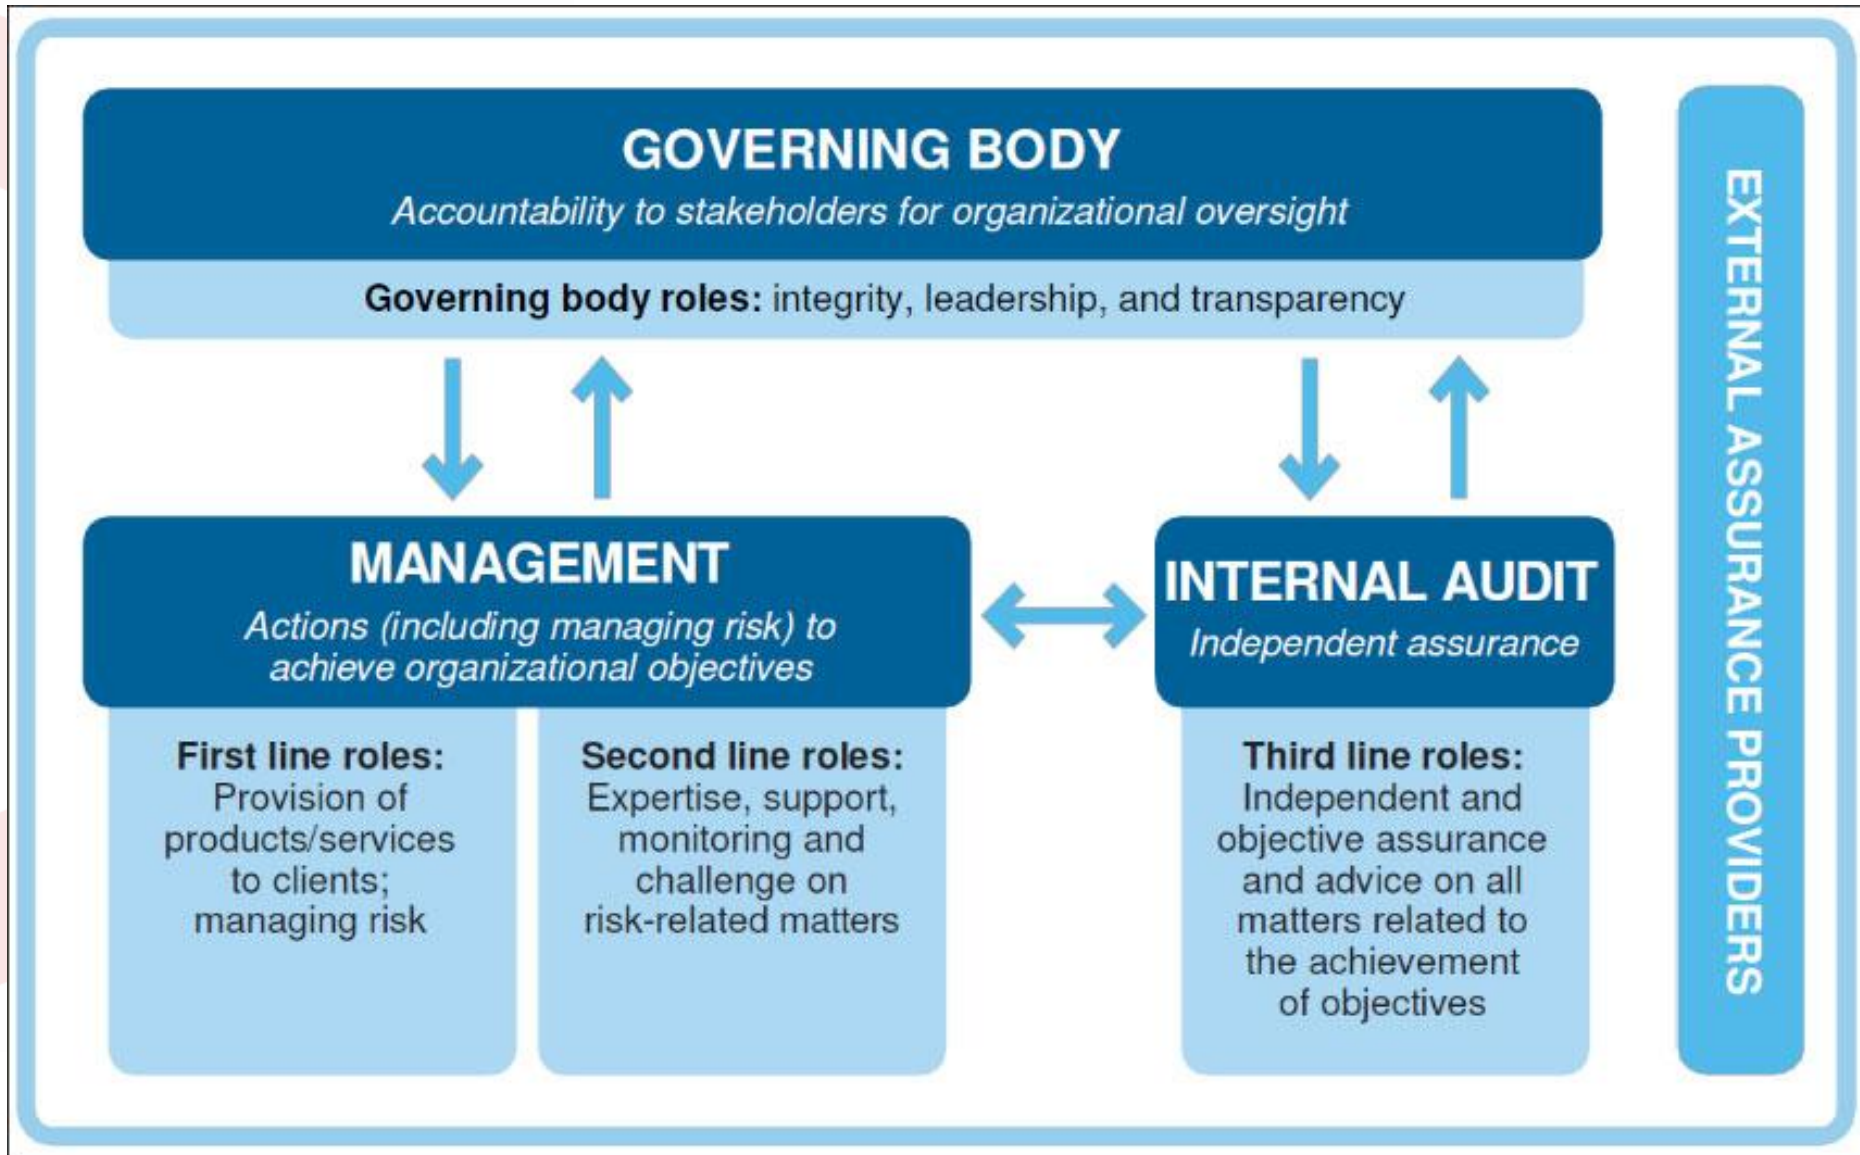 GOVERNING BODY
Accountability to stakeholders for organizational oversight
Governing body roles: integrity, leadership, and transparency
MANAGEMENT
Actions (including managing risk) to
achieve organizational objectives
First line roles:
Provision of
products/services
to clients;
managing risk
Second line roles:
Expertise, support,
monitoring and
challenge on
risk-related matters
INTERNAL AUDIT
Independent assurance
Third line roles:
Independent and
objective assurance
and advice on all
matters related to
the achievement
of objectives
EXTERNAL ASSURANCE PROVIDERS